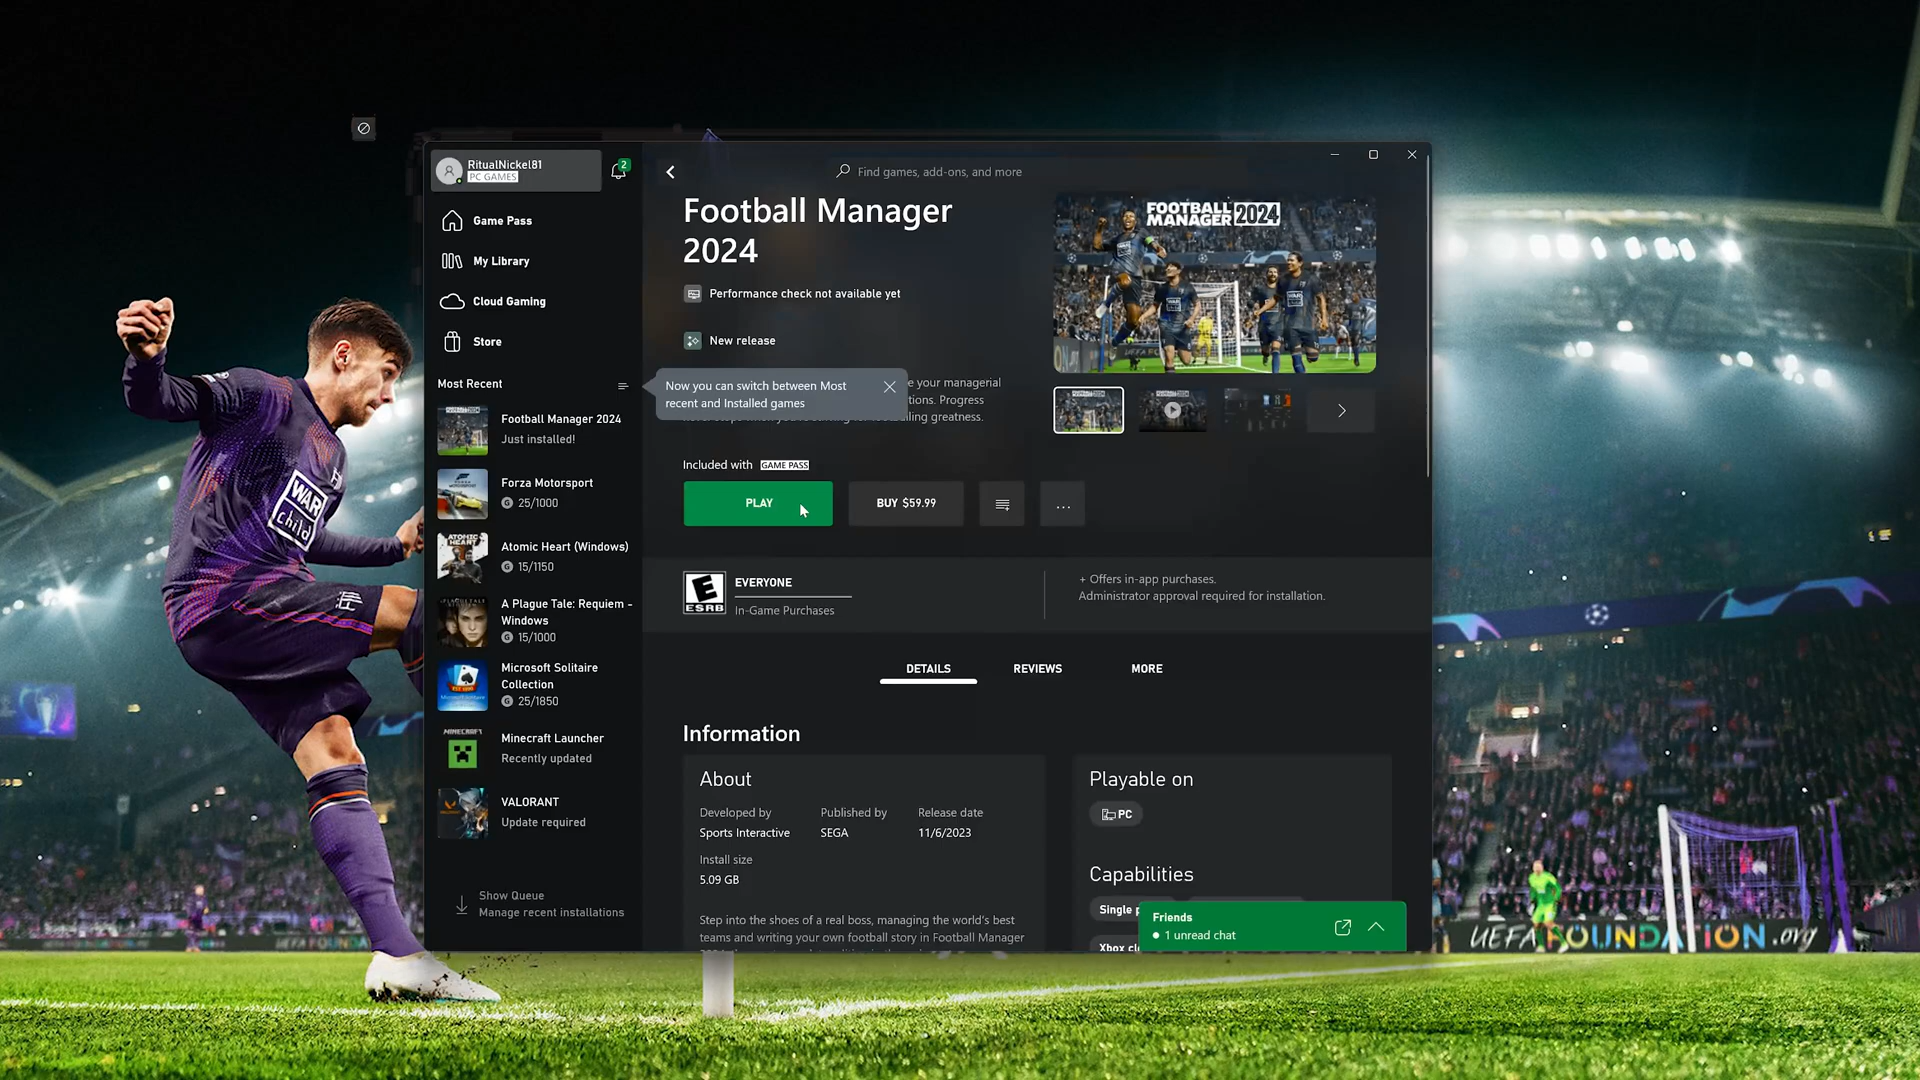 RitualNickel81
PC GAMES
2
Game Pass
My Library
Cloud Gaming
Store
Most Recent
Football Manager 2024
Just installed!
Forza Motorsport
G 25/1000
Atomic Heart (Windows)
G 15/1150
A Plague Tale: Requiem -
Windows
G 15/1000
Microsoft Solitaire
Collection
G 25/1850
MINECRAFT
Minecraft Launcher
Recently updated
VALORANT
Update required
Show Queue
Manage recent installations
Find games, add-ons, and more
Football Manager
2024
Performance check not available yet
New release
Now you can switch between Most
recent and Installed games
e your managerial
tions. Progress
ling greatness.
Included with GAME PASS
PLAY
BUY $59.99
...
FOOTBALL
MANAGER 2024
E
ESRB
EVERYONE
In-Game Purchases
+ Offers in-app purchases.
Administrator approval required for installation.
DETAILS
REVIEWS
MORE
Information
About
Developed by
Sports Interactive
Published by
SEGA
Release date
11/6/2023
Install size
5.09 GB
Step into the shoes of a real boss, managing the world's best
teams and writing your own football story in Football Manager
Playable on
PC
Capabilities
Single p
Xbox cl
Friends
1 unread chat
WAR
child
UEFA FOUNDATION.org